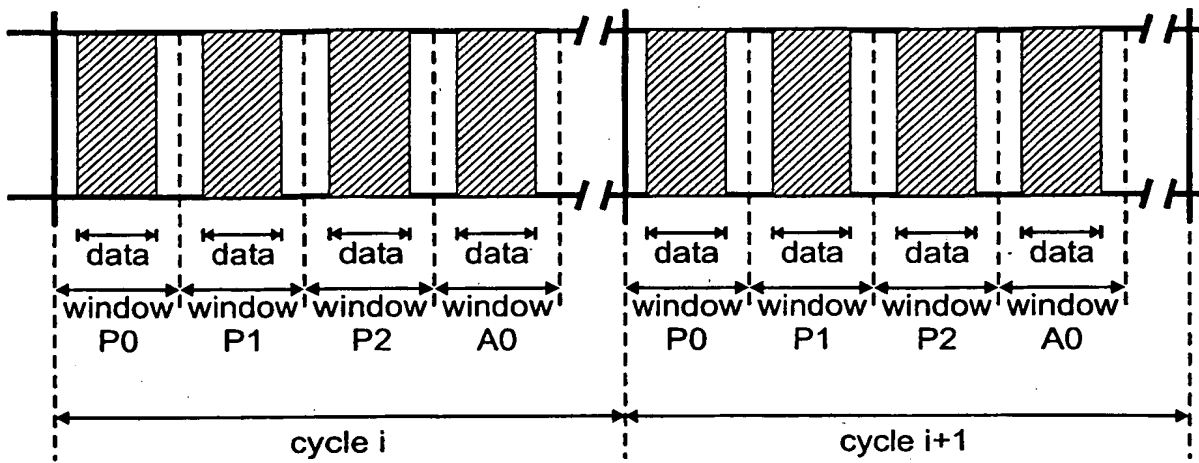 data data data data data data data data
window window window window window window window window
P0 P1 P2 A0 P0 P1 P2 A0
cycle i cycle i+1